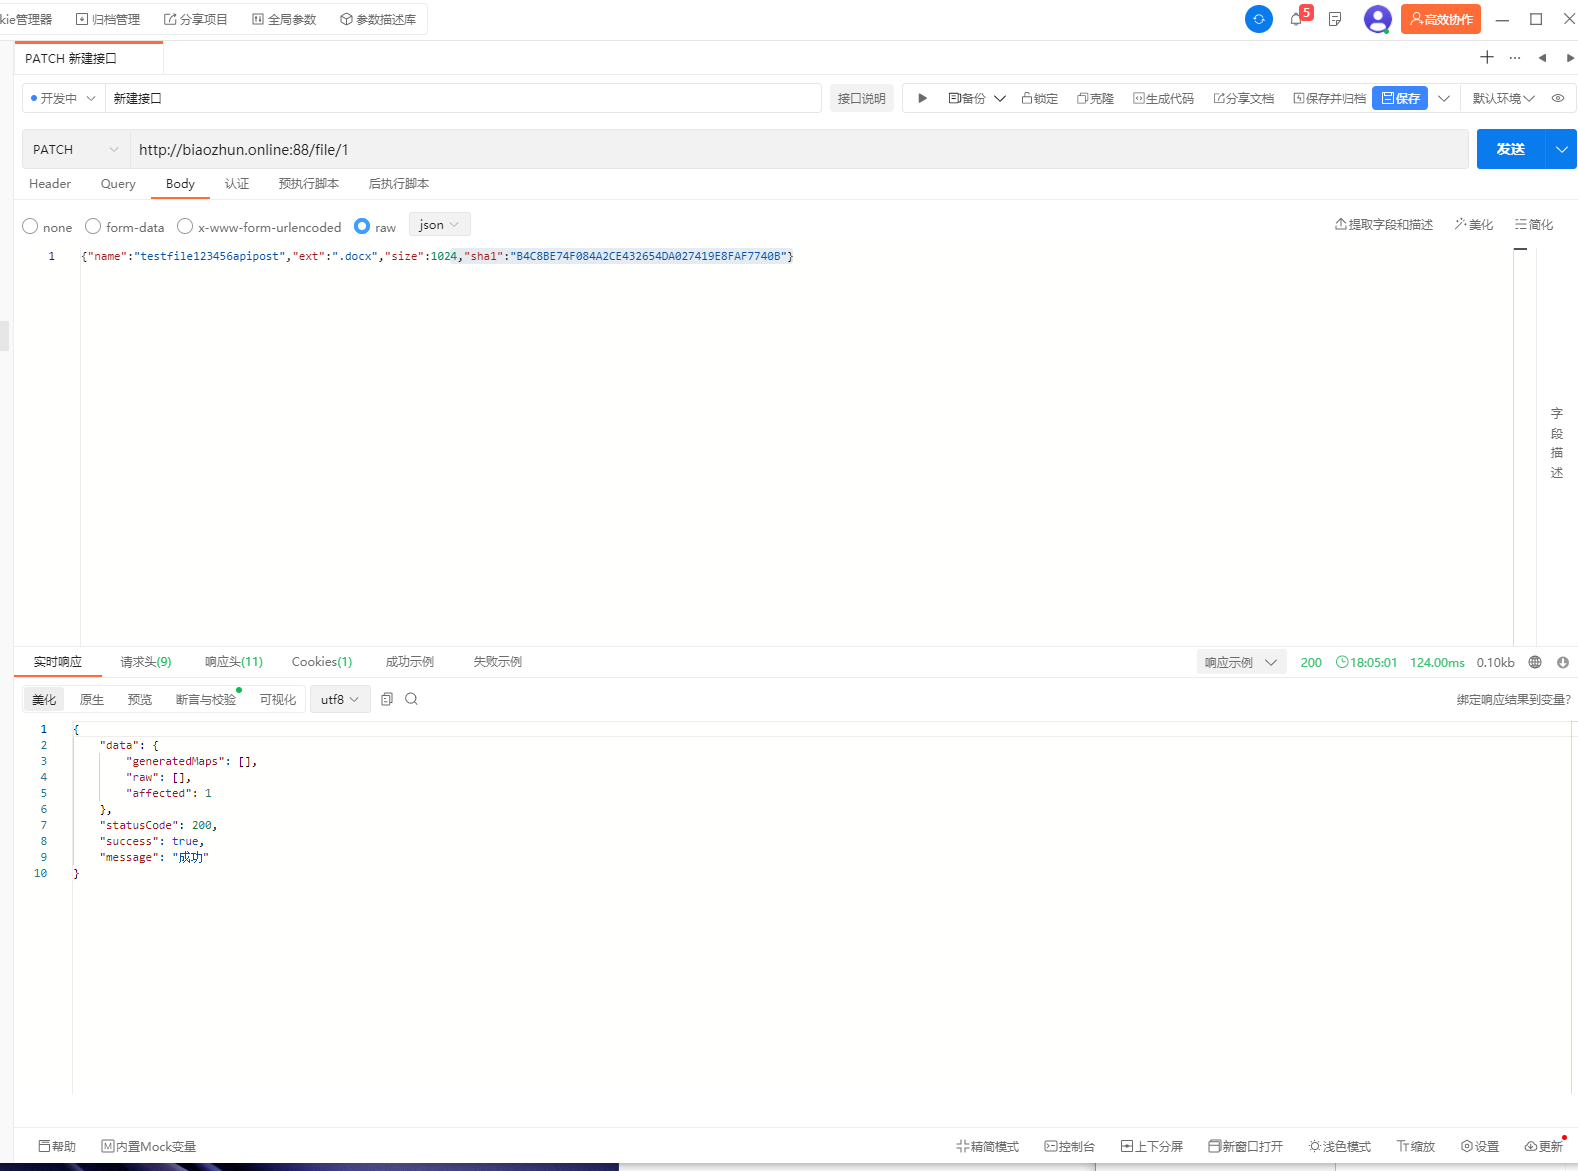 kie管理器 归档管理 分享项目 全局参数 参数描述库 5 高效协作
PATCH 新建接口
开发中 新建接口 接口说明 备份 锁定 克隆 生成代码 分享文档 保存并归档 保存 默认环境
PATCH http://biaozhun.online:88/file/1 发送
Header Query Body 认证 预执行脚本 后执行脚本
none form-data x-www-form-urlencoded raw json 提取字段和描述 美化 简化
1 {"name":"testfile123456apipost","ext":".docx","size":1024,"sha1":"B4C8BE74F084A2CE432654DA027419E8FAF7740B"}
字
段
描
述
实时响应 请求头(9) 响应头(11) Cookies(1) 成功示例 失败示例 响应示例 200 18:05:01 124.00ms 0.10kb
美化 原生 预览 断言与校验 可视化 utf8 绑定响应结果到变量?
1 {
2 "data": {
3 "generatedMaps": [],
4 "raw": [],
5 "affected": 1
6 },
7 "statusCode": 200,
8 "success": true,
9 "message": "成功"
10 }
帮助 内置Mock变量 精简模式 控制台 上下分屏 新窗口打开 浅色模式 Tr缩放 设置 更新